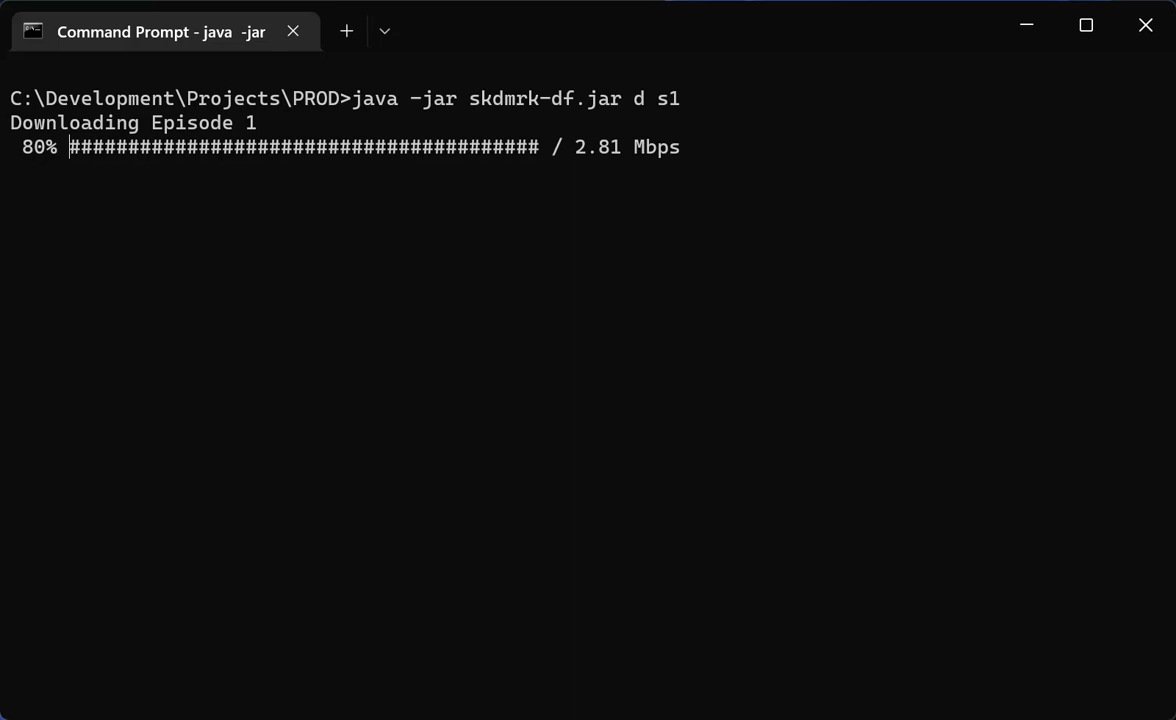 Command Prompt - java  -jar
C:\Development\Projects\PROD>java -jar skdmrk-df.jar d s1
Downloading Episode 1
 80% ######################################## / 2.81 Mbps